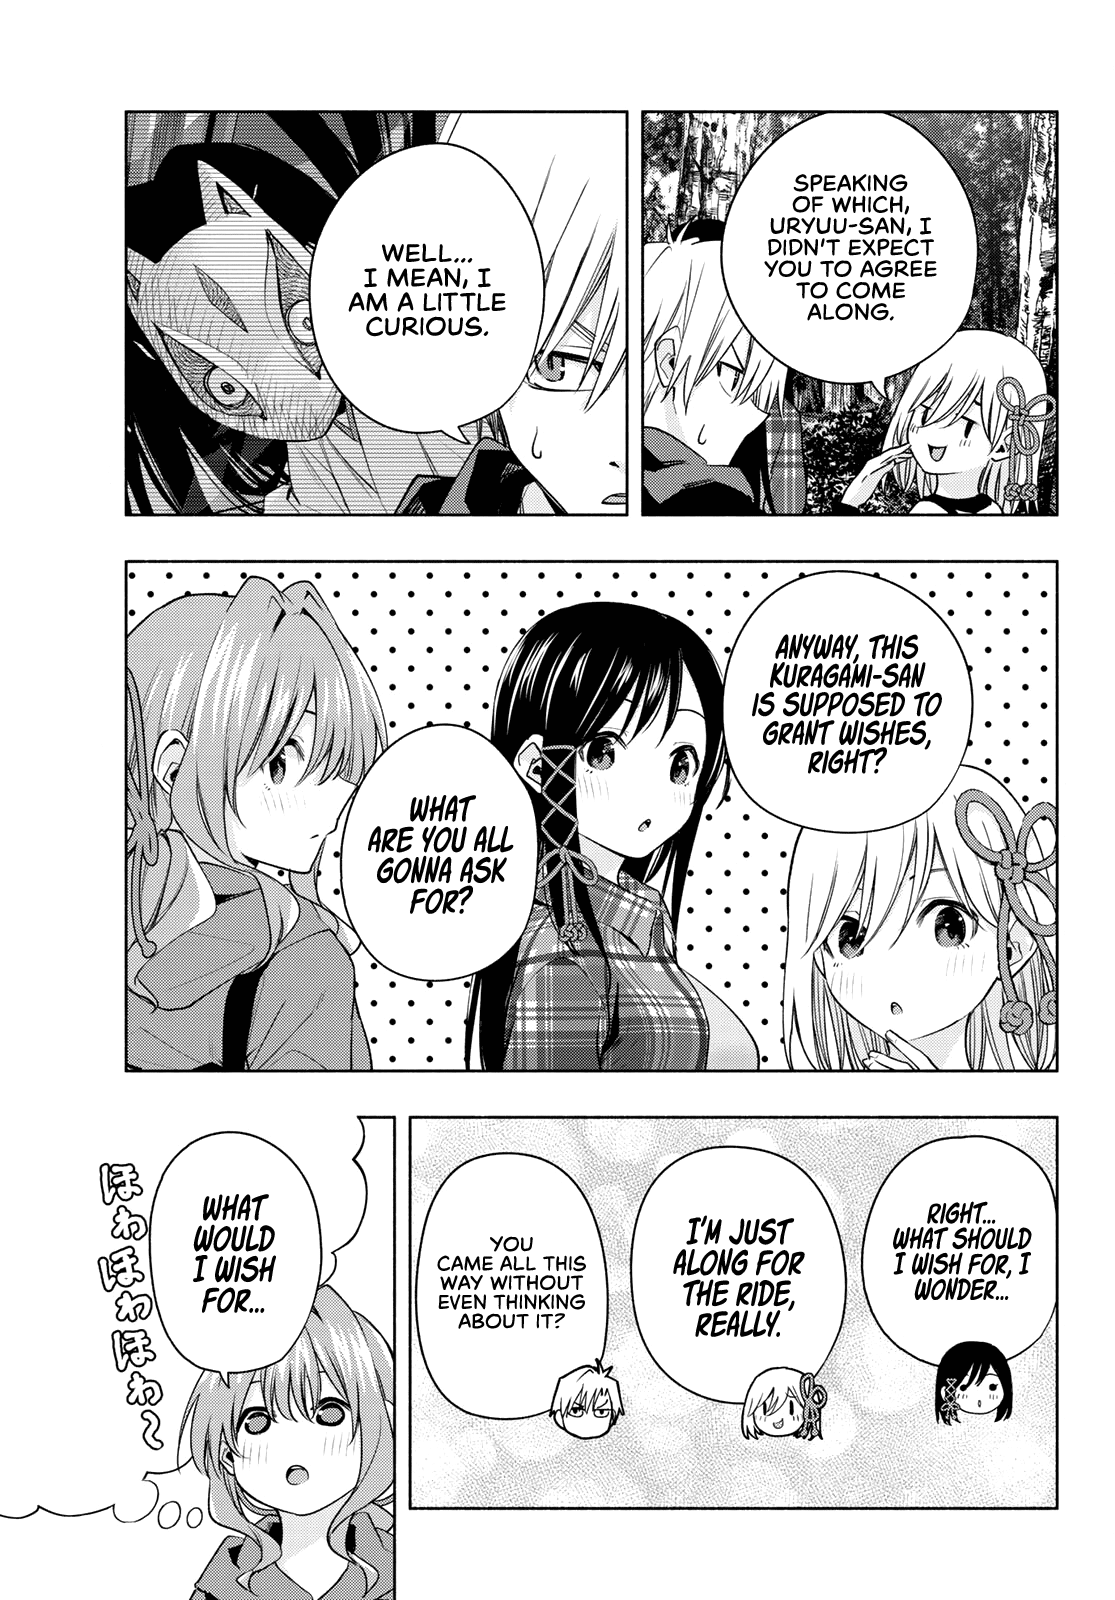 SPEAKING
OF WHICH,
URYUU-SAN, I
DIDN'T EXPECT
YOU TO AGREE
TO COME
ALONG.
WELL...
I MEAN, I
AM A LITTLE
CURIOUS.
ANYWAY, THIS
KURAGAMI-SAN
IS SUPPOSED TO
GRANT WISHES,
RIGHT?
WHAT
ARE YOU ALL
GONNA ASK
FOR?
RIGHT...
WHAT SHOULD
I WISH FOR, I
WONDER...
I'M JUST
ALONG FOR
THE RIDE,
REALLY.
YOU
CAME ALL THIS
WAY WITHOUT
EVEN THINKING
ABOUT IT?
WHAT
WOULD
I WISH
FOR...
ほわほわほわ〜